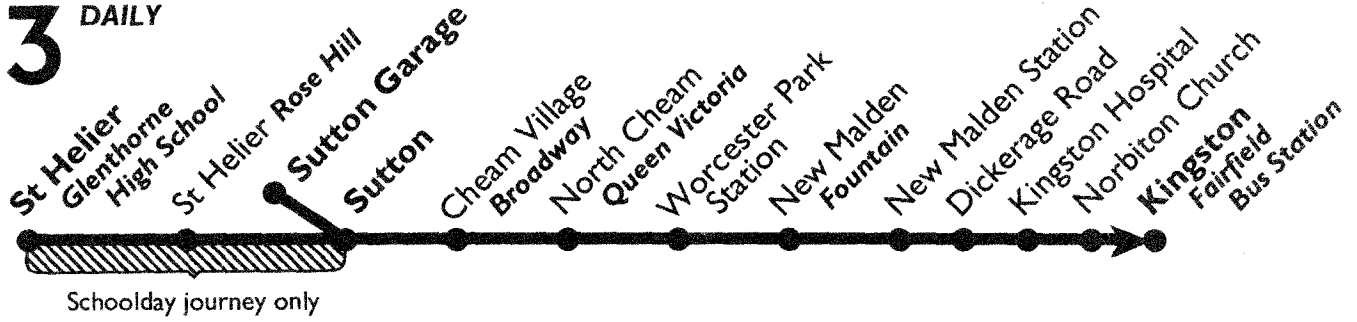 3 DAILY
St Helier
Glenthorne
High School
St Helier Rose Hill
Sutton Garage
Sutton
Cheam Village
Broadway
North Cheam
Queen Victoria
Worcester Park
Station
New Malden
Fountain
New Malden Station
Dickerage Road
Kingston Hospital
Norbiton Church
Kingston
Fairfield
Bus Station
Schoolday journey only